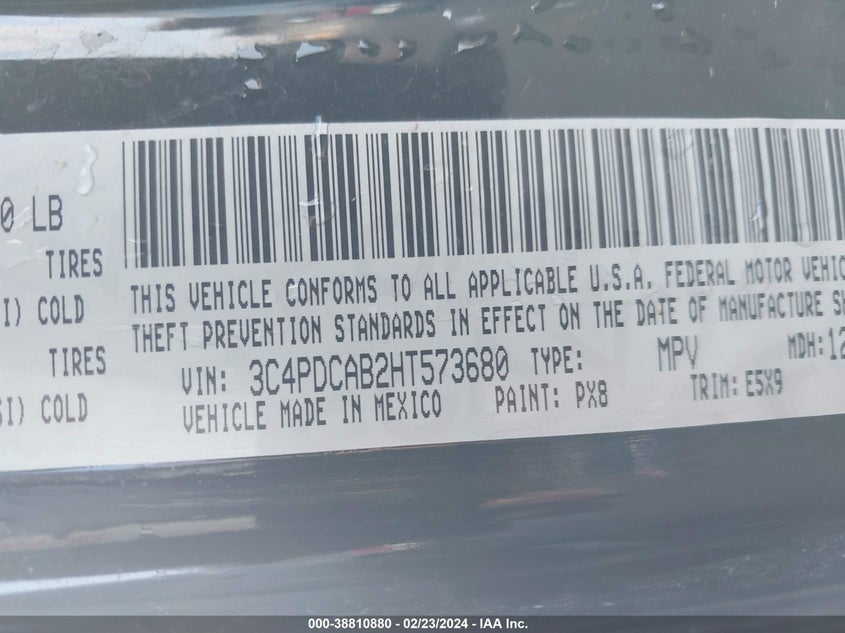 0 LB
TIRES
THIS VEHICLE CONFORMS TO ALL APPLICABLE U.S.A. FEDERAL MOTOR VEHIC
I) COLD
THEFT PREVENTION STANDARDS IN EFFECT ON THE DATE OF MANUFACTURE SH
TIRES
VIN: 3C4PDCAB2HT573680 TYPE: MPV MDH:12
SI) COLD
VEHICLE MADE IN MEXICO PAINT: PX8 TRIM: E5X9
000-38810880 - 02/23/2024 - IAA Inc.